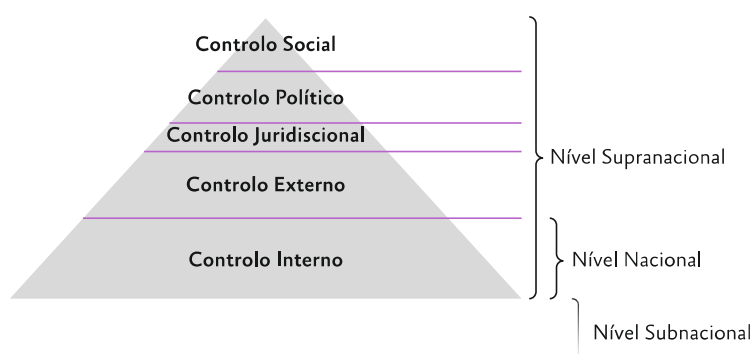 Controlo Social
Controlo Político
Controlo Juridiscional
Controlo Externo
Nível Supranacional
Controlo Interno
Nível Nacional
Nível Subnacional